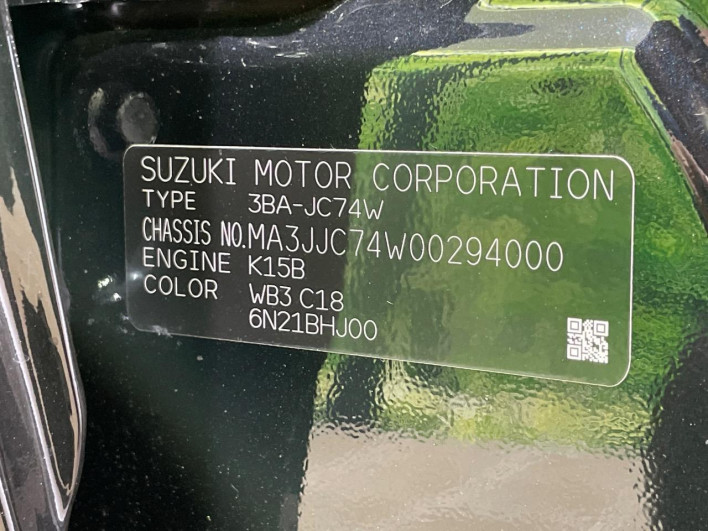 SUZUKI MOTOR CORPORATION
TYPE 3BA-JC74W
CHASSIS NO.MA3JJC74W00294000
ENGINE K15B
COLOR WB3 C18
6N21BHJ00